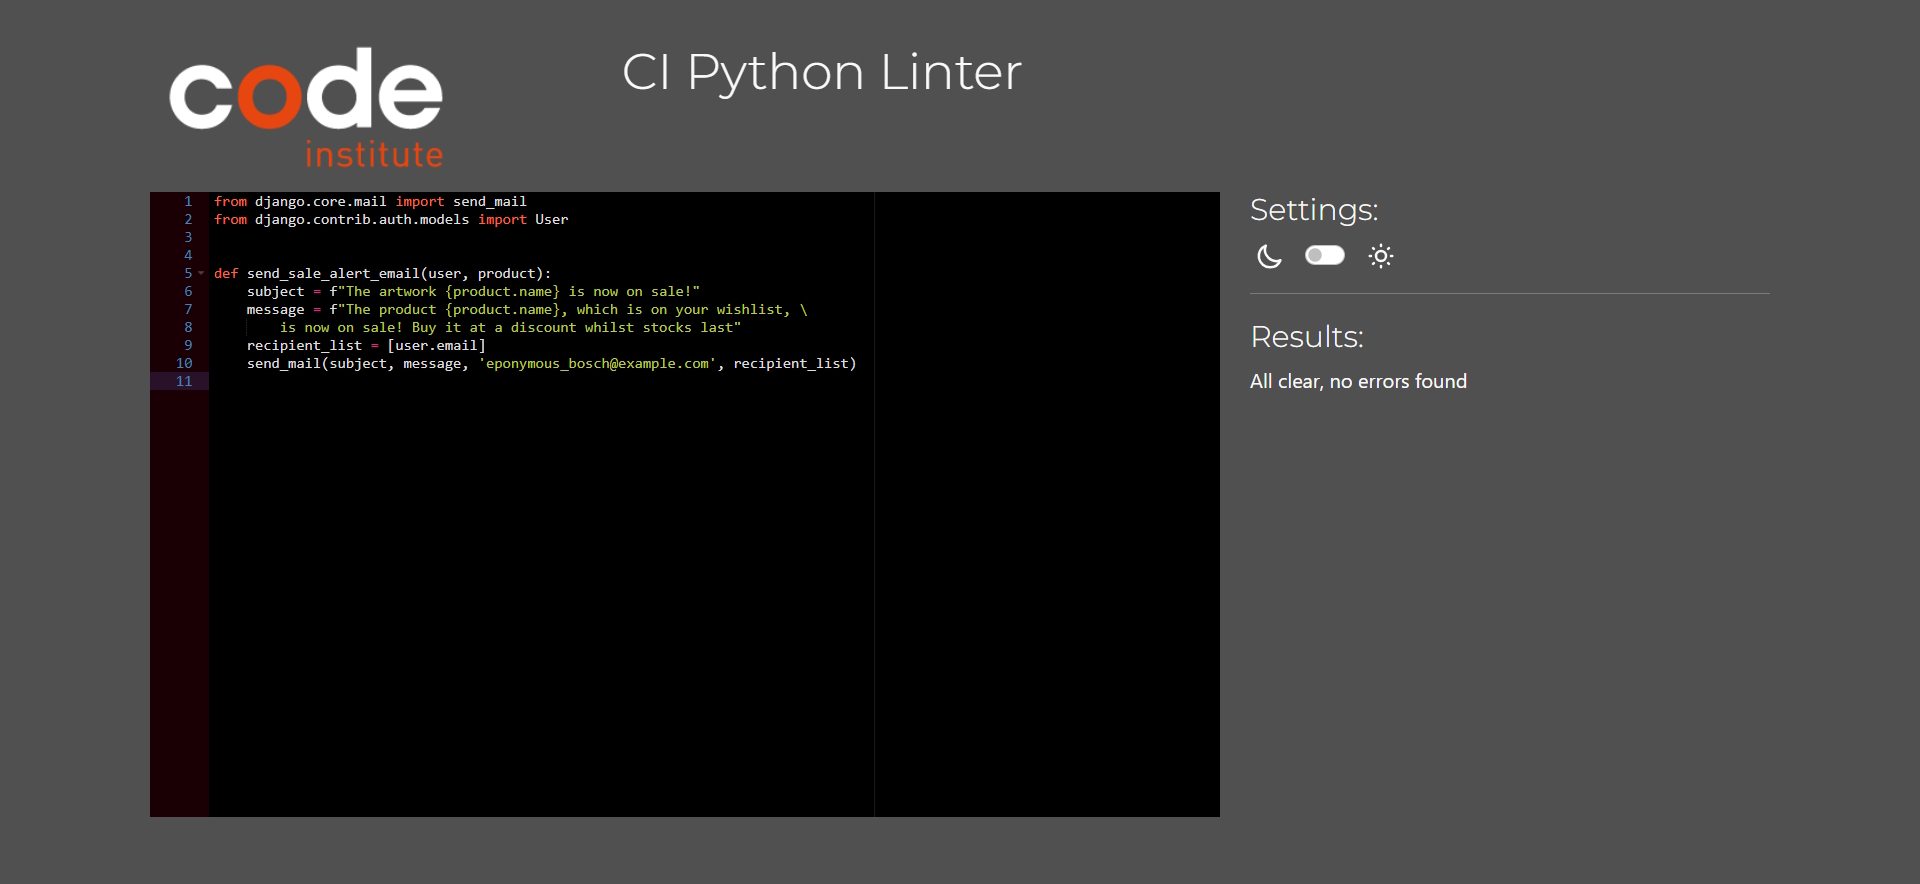 code
institute
CI Python Linter
1 from django.core.mail import send_mail
2 from django.contrib.auth.models import User
3
4
5 def send_sale_alert_email(user, product):
6     subject = f"The artwork {product.name} is now on sale!"
7     message = f"The product {product.name}, which is on your wishlist, \
8         is now on sale! Buy it at a discount whilst stocks last"
9     recipient_list = [user.email]
10     send_mail(subject, message, 'eponymous_bosch@example.com', recipient_list)
11
Settings:
Results:
All clear, no errors found